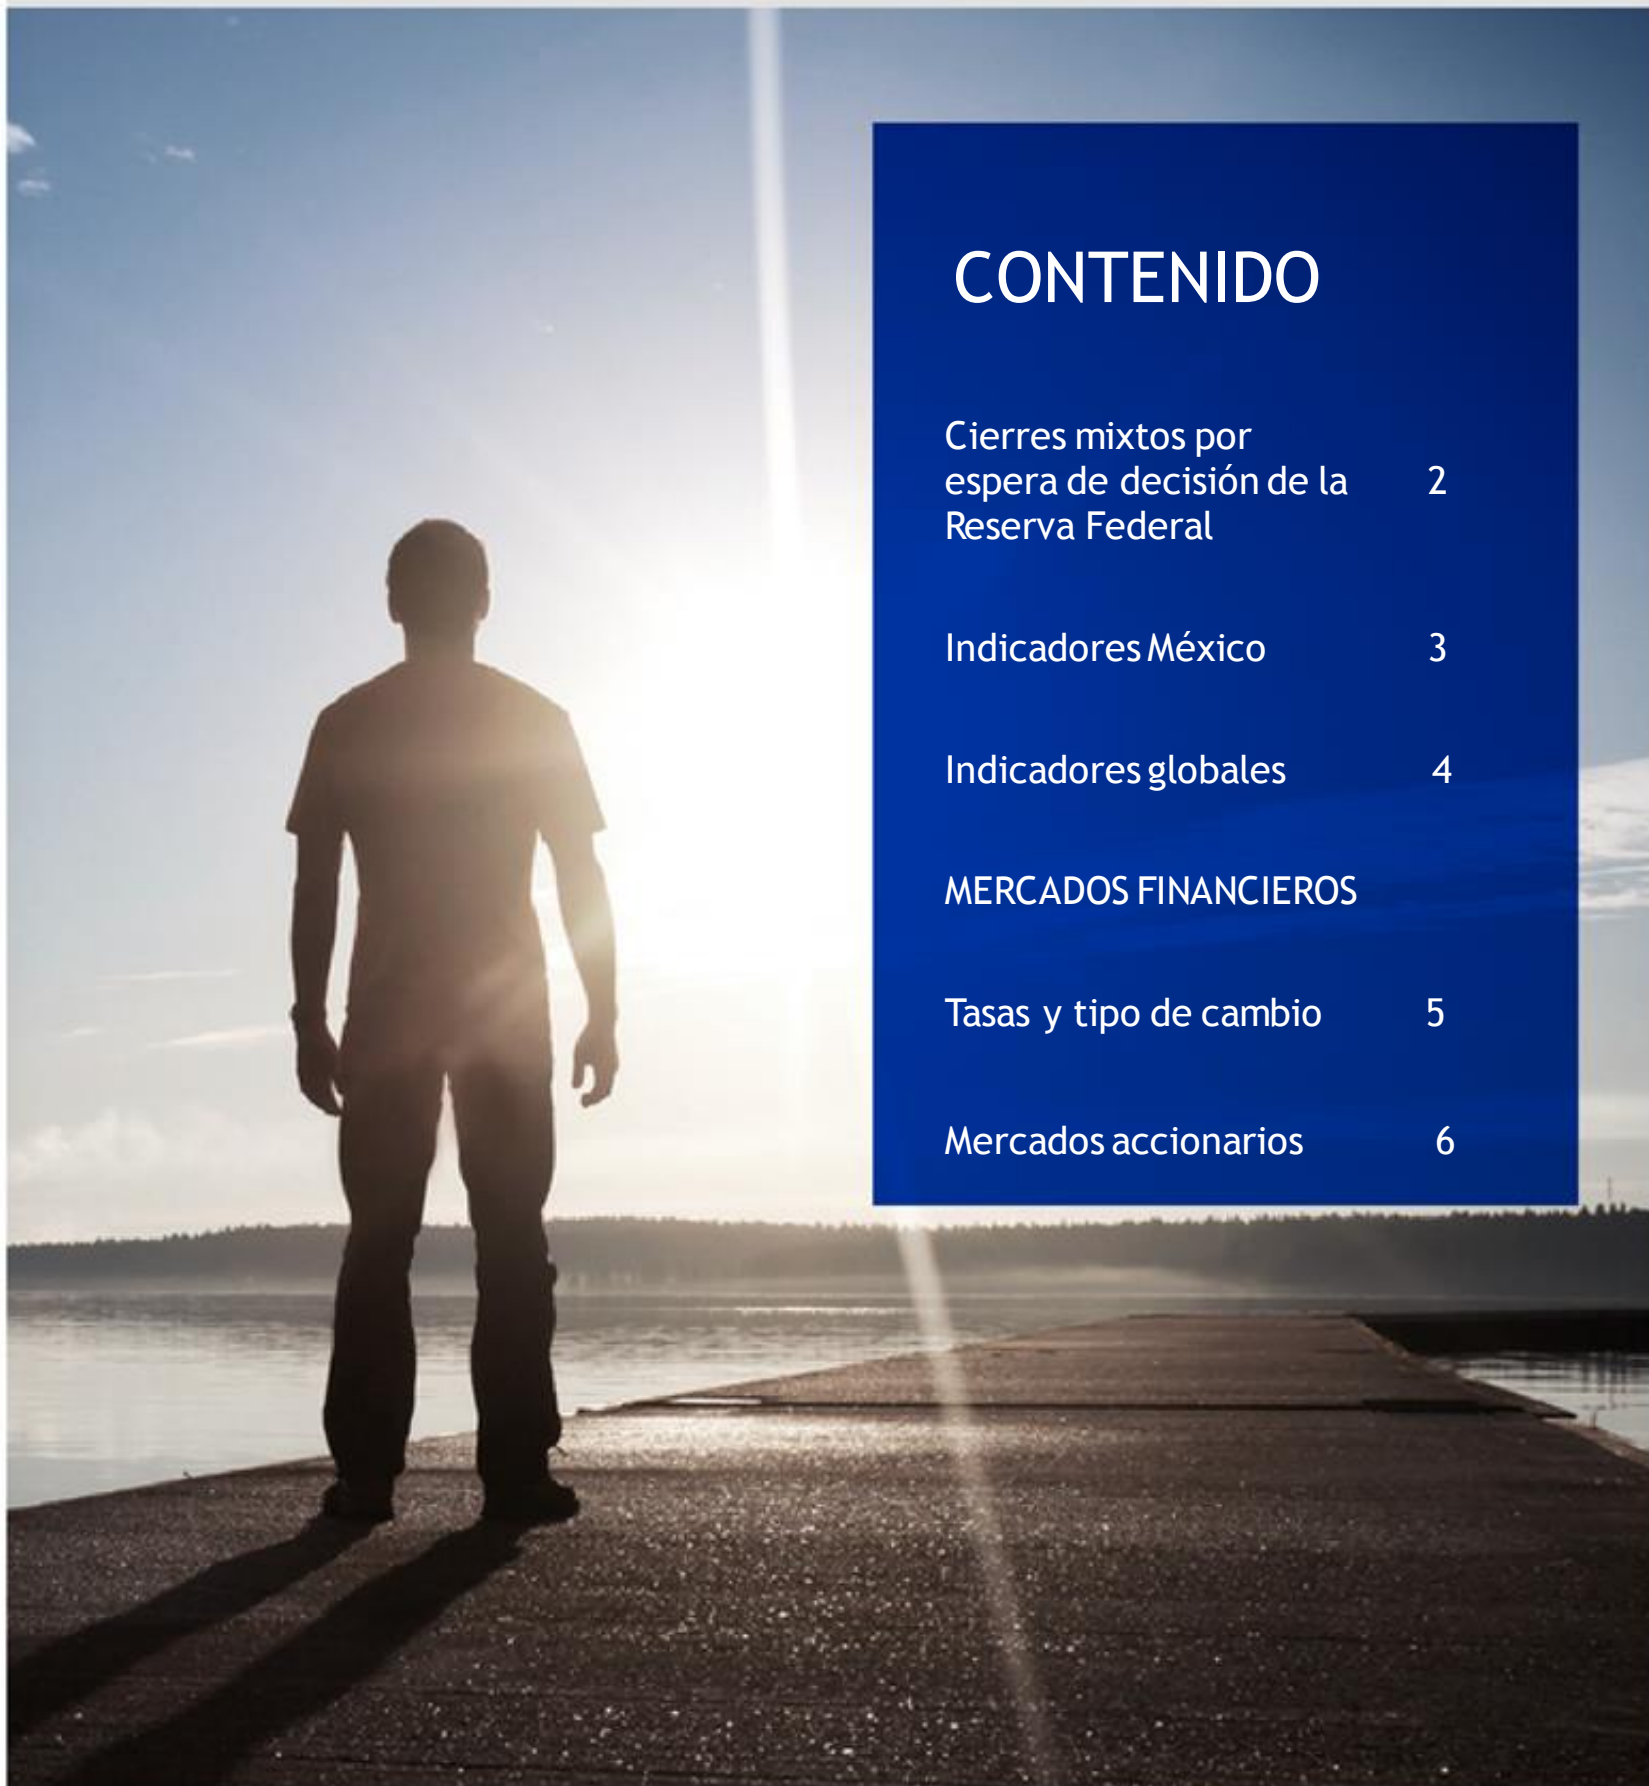 CONTENIDO
Cierres mixtos por
espera de decisión de la 2
Reserva Federal
Indicadores México 3
Indicadores globales 4
MERCADOS FINANCIEROS
Tasas y tipo de cambio 5
Mercados accionarios 6